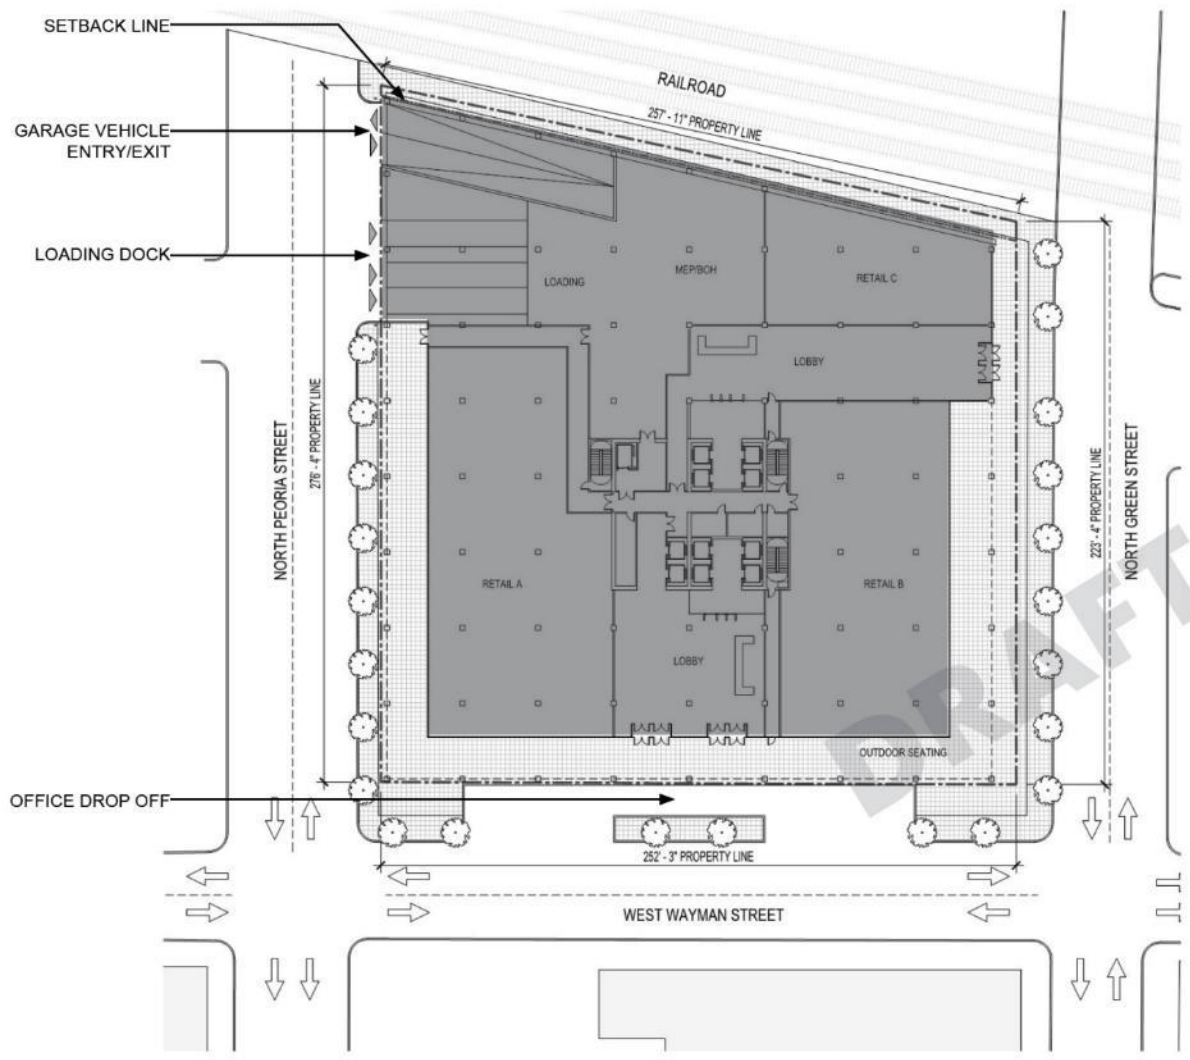 SETBACK LINE
RAILROAD
257' - 11" PROPERTY LINE
GARAGE VEHICLE
ENTRY/EXIT
LOADING DOCK
LOADING
MEP/BOH
RETAIL C
LOBBY
276' - 4" PROPERTY LINE
NORTH PEORIA STREET
223' - 4" PROPERTY LINE
NORTH GREEN STREET
RETAIL A
RETAIL B
LOBBY
DRAFT
OUTDOOR SEATING
OFFICE DROP OFF
252' - 3" PROPERTY LINE
WEST WAYMAN STREET